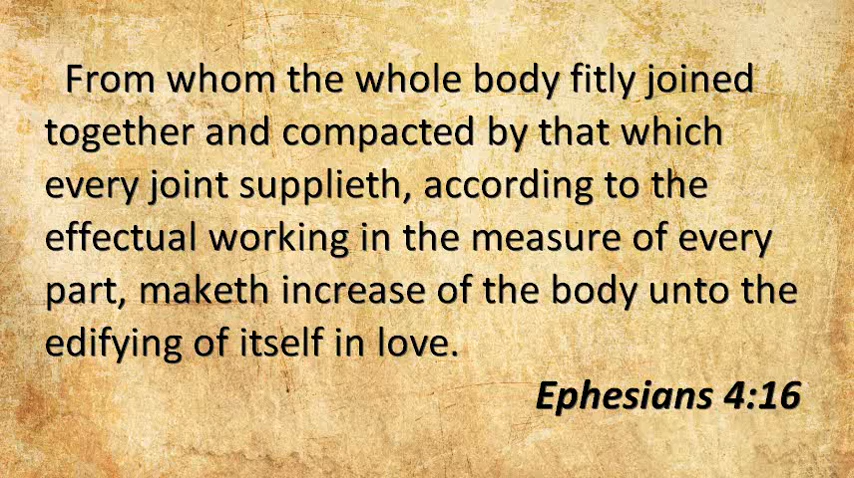 From whom the whole body fitly joined
together and compacted by that which
every joint supplieth, according to the
effectual working in the measure of every
part, maketh increase of the body unto the
edifying of itself in love.
Ephesians 4:16